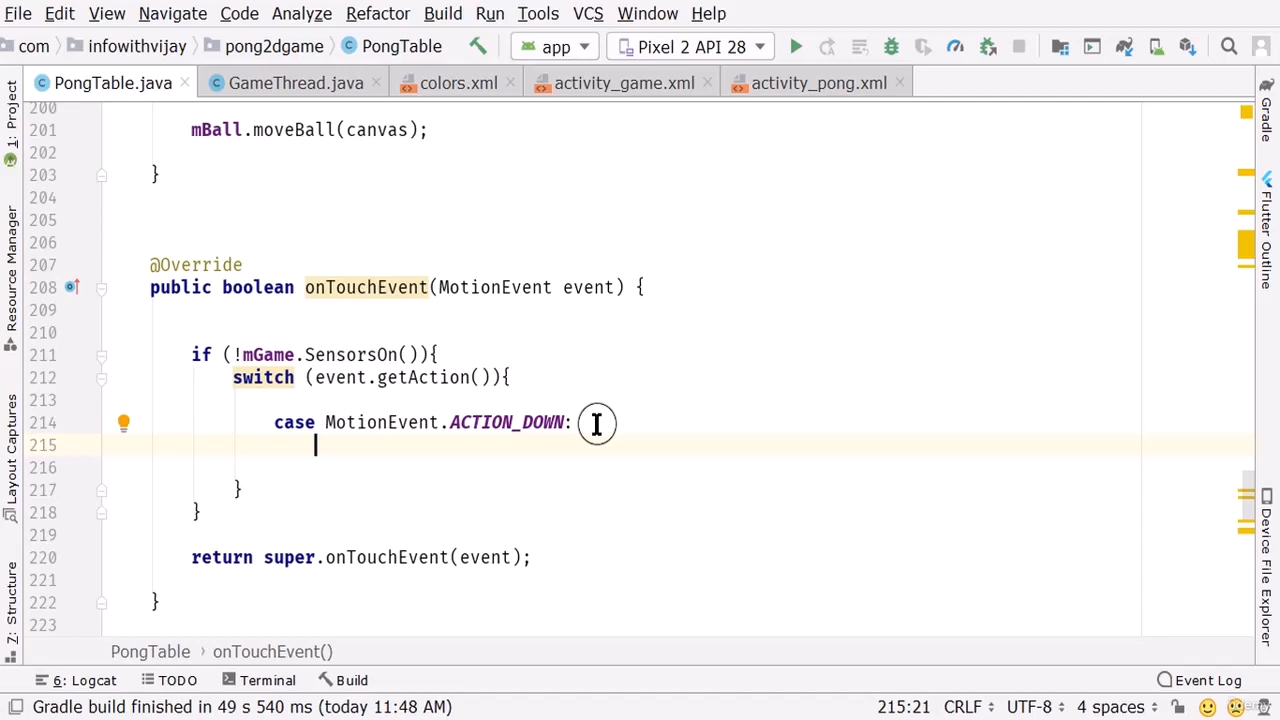 File Edit View Navigate Code Analyze Refactor Build Run Tools VCS Window Help
com infowithvijay pong2dgame PongTable app Pixel 2 API 28
PongTable.java GameThread.java colors.xml activity_game.xml activity_pong.xml
200
201 mBall.moveBall(canvas);
202
203 }
204
205
206
207 @Override
208 public boolean onTouchEvent(MotionEvent event) {
209
210
211 if (!mGame.SensorsOn()){
212 switch (event.getAction()){
213
214 case MotionEvent.ACTION_DOWN:
215
216
217 }
218 }
219
220 return super.onTouchEvent(event);
221
222 }
223
PongTable › onTouchEvent()
6: Logcat TODO Terminal Build Event Log
Gradle build finished in 49 s 540 ms (today 11:48 AM) 215:21 CRLF UTF-8 4 spaces
1: Project
Resource Manager
Layout Captures
7: Structure
Gradle
Flutter Outline
Device File Explorer